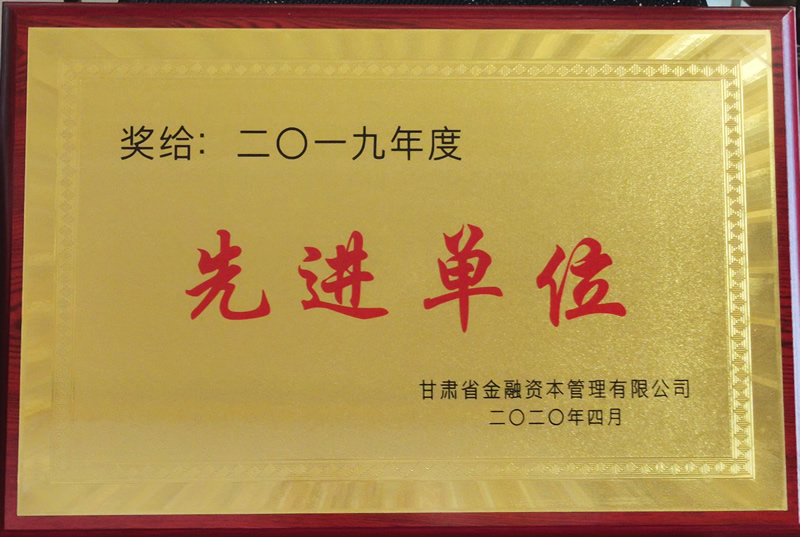 奖给：二〇一九年度
先进单位
甘肃省金融资本管理有限公司
二〇二〇年四月